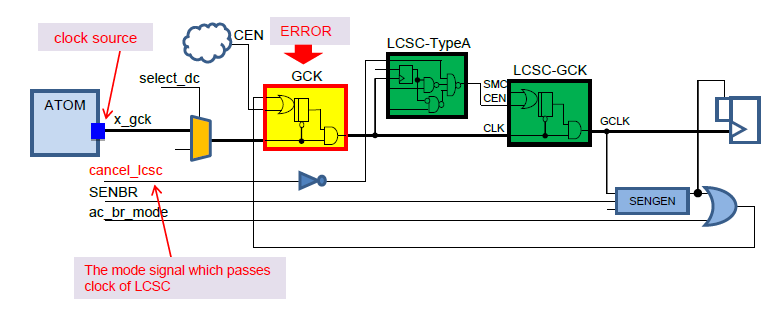 clock source
CEN
ERROR
LCSC-TypeA
GCK
LCSC-GCK
select_dc
ATOM
x_gck
SMC
CEN
CLK
GCLK
cancel_lcsc
SENBR
SENGEN
ac_br_mode
The mode signal which passes
clock of LCSC